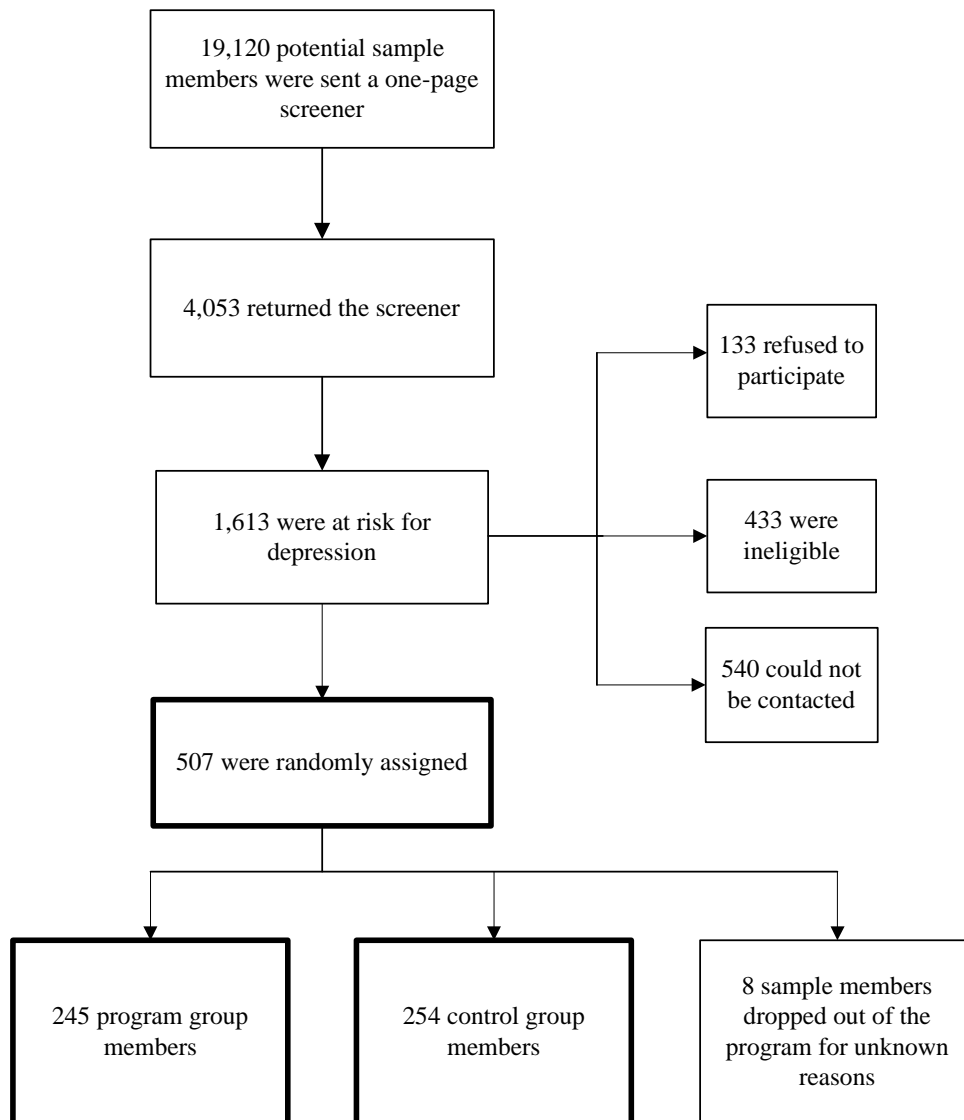 19,120 potential sample
members were sent a one-page
screener
4,053 returned the screener
133 refused to
participate
1,613 were at risk for
depression
433 were
ineligible
540 could not
be contacted
507 were randomly assigned
245 program group
members
254 control group
members
8 sample members
dropped out of the
program for unknown
reasons